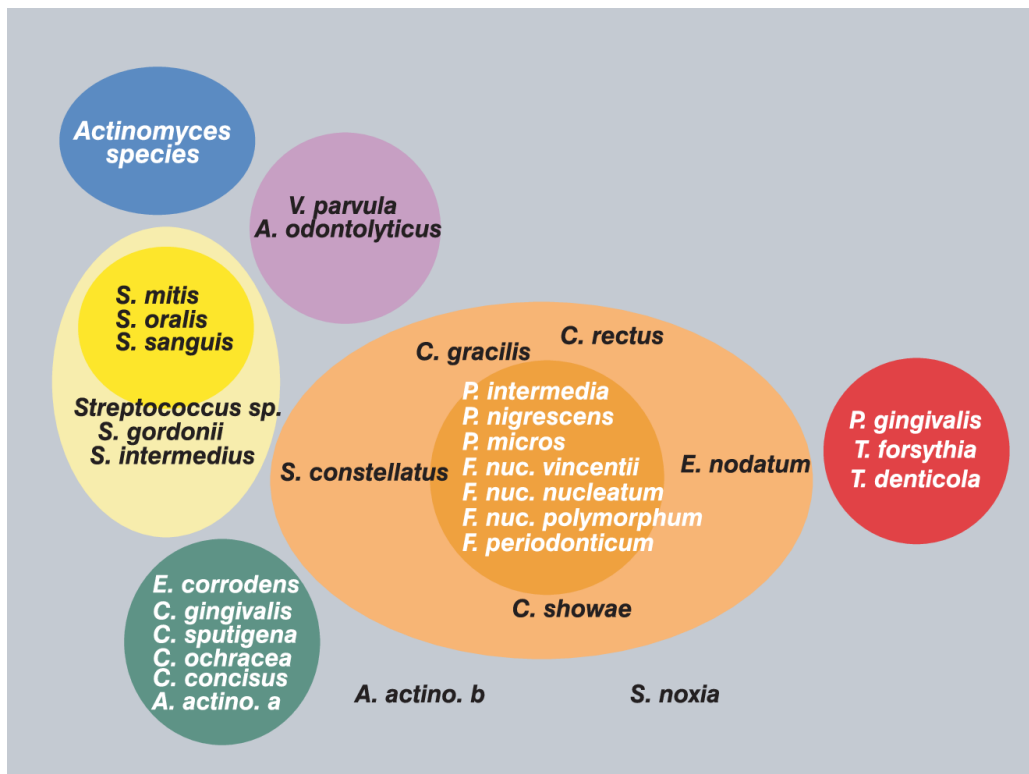 Actinomyces
species
V. parvula
A. odontolyticus
S. mitis
S. oralis
S. sanguis
Streptococcus sp.
S. gordonii
S. intermedius
C. gracilis
C. rectus
P. intermedia
P. nigrescens
P. micros
F. nuc. vincentii
F. nuc. nucleatum
F. nuc. polymorphum
F. periodonticum
S. constellatus
E. nodatum
C. showae
P. gingivalis
T. forsythia
T. denticola
E. corrodens
C. gingivalis
C. sputigena
C. ochracea
C. concisus
A. actino. a
A. actino. b
S. noxia